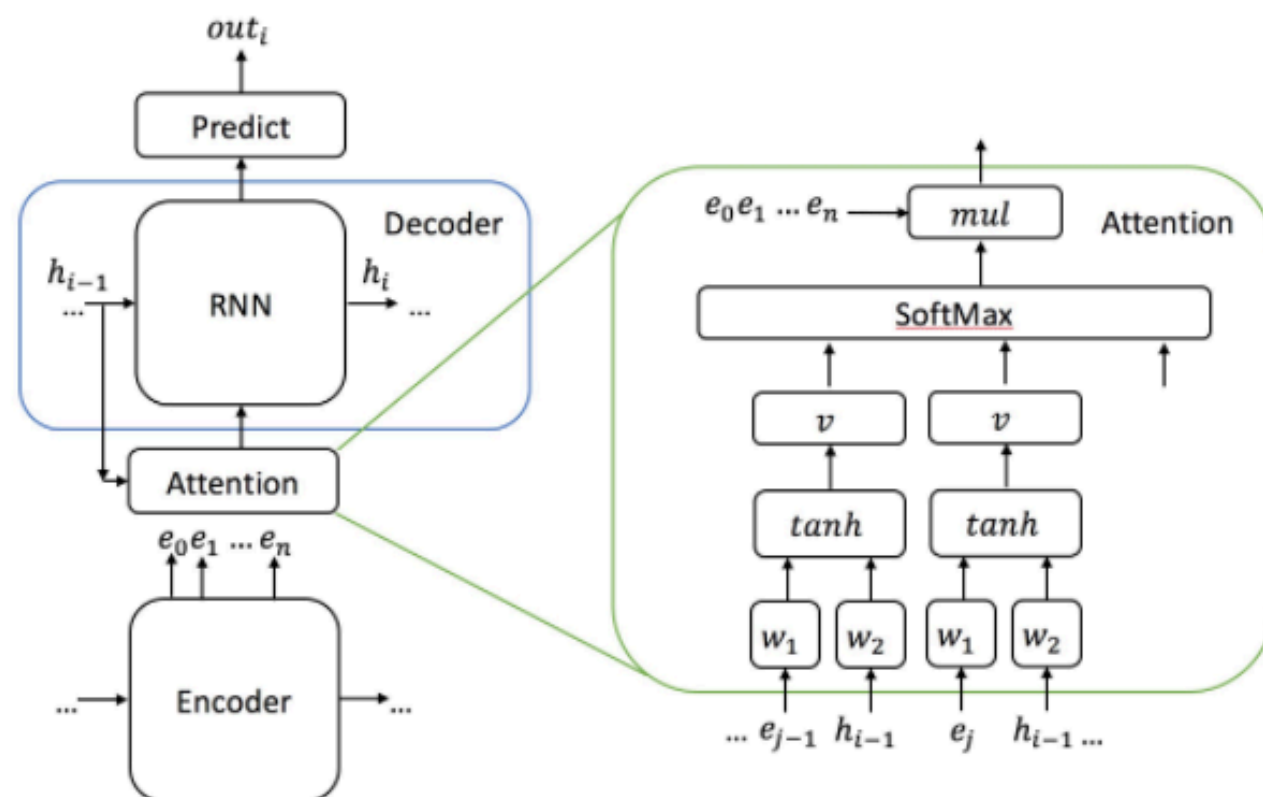 out_i
Predict
Decoder
h_{i-1}
...
RNN
h_i
...
Attention
e_0 e_1 ... e_n
...
Encoder
...
e_0 e_1 ... e_n
mul
Attention
SoftMax
v
v
tanh
tanh
w_1
w_2
w_1
w_2
... e_{j-1}
h_{i-1}
e_j
h_{i-1} ...